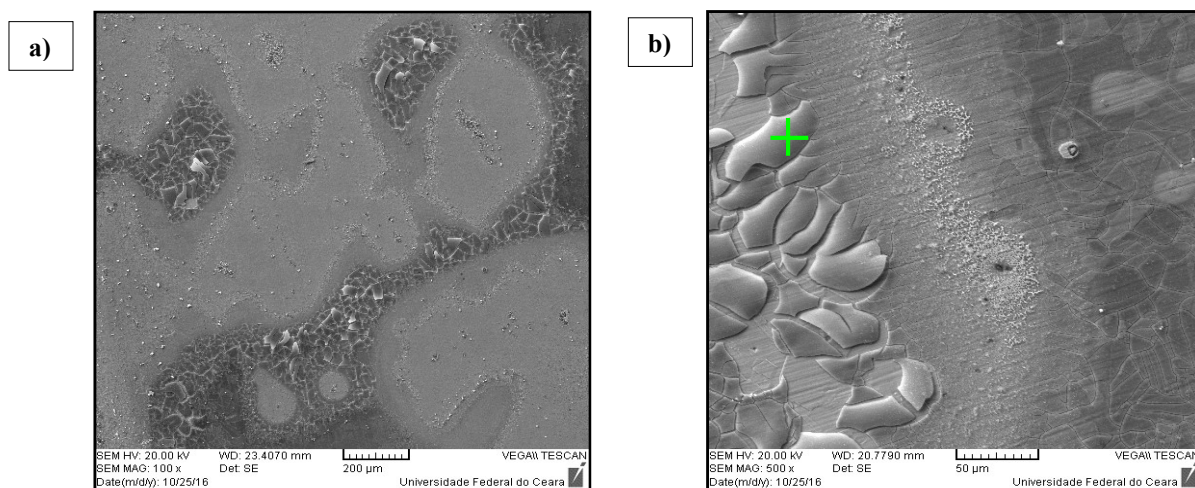 a)
SEM HV: 20.00 kV WD: 23.4070 mm VEGA\\ TESCAN
SEM MAG: 100 x Det: SE 200 µm
Date(m/d/y): 10/25/16 Universidade Federal do Ceara
b)
SEM HV: 20.00 kV WD: 20.7790 mm VEGA\\ TESCAN
SEM MAG: 500 x Det: SE 50 µm
Date(m/d/y): 10/25/16 Universidade Federal do Ceara